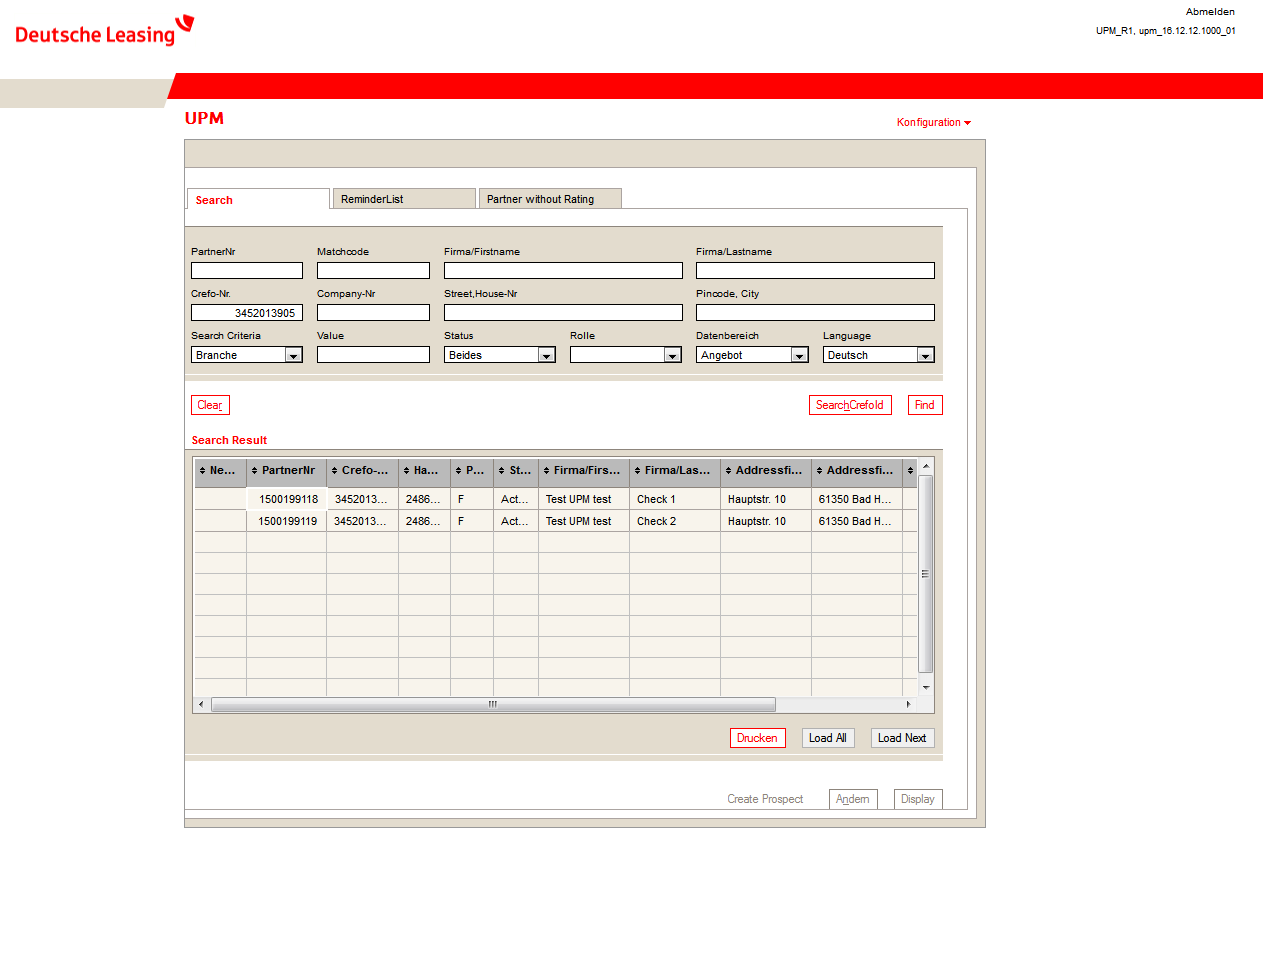 Deutsche Leasing
Abmelden
UPM_R1, upm_16.12.12.1000_01
UPM
Konfiguration
Search ReminderList Partner without Rating
PartnerNr Matchcode Firma/Firstname Firma/Lastname
Crefo-Nr. Company-Nr Street,House-Nr Pincode, City
3452013905
Search Criteria Value Status Rolle Datenbereich Language
Branche Beides Angebot Deutsch
Clear SearchCrefoId Find
Search Result
Ne... PartnerNr Crefo-... Ha... P... St... Firma/Firs... Firma/Las... Addressfi... Addressfi...
1500199118 3452013... 2486... F Act... Test UPM test Check 1 Hauptstr. 10 61350 Bad H...
1500199119 3452013... 2486... F Act... Test UPM test Check 2 Hauptstr. 10 61350 Bad H...
Drucken Load All Load Next
Create Prospect Ändern Display